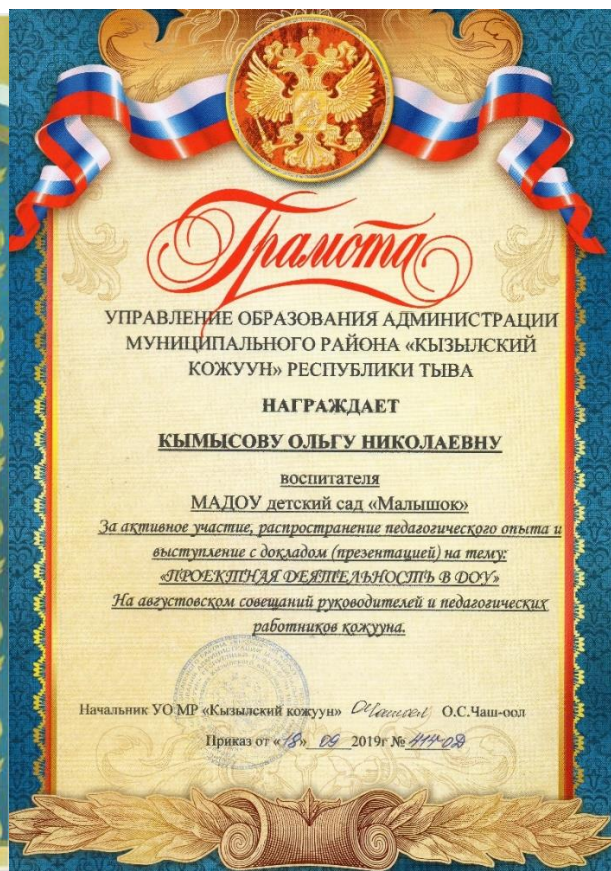 Грамота
УПРАВЛЕНИЕ ОБРАЗОВАНИЯ АДМИНИСТРАЦИИ
МУНИЦИПАЛЬНОГО РАЙОНА «КЫЗЫЛСКИЙ
КОЖУУН» РЕСПУБЛИКИ ТЫВА
НАГРАЖДАЕТ
КЫМЫСОВУ ОЛЬГУ НИКОЛАЕВНУ
воспитателя
МАДОУ детский сад «Малышок»
За активное участие, распространение педагогического опыта и
выступление с докладом (презентацией) на тему:
«ПРОЕКТНАЯ ДЕЯТЕЛЬНОСТЬ В ДОУ»
На августовском совещаний руководителей и педагогических
работников кожууна.
Начальник УО МР «Кызылский кожуун» О.С.Чаш-оол
Приказ от «18» 09 2019г № 414-ОД